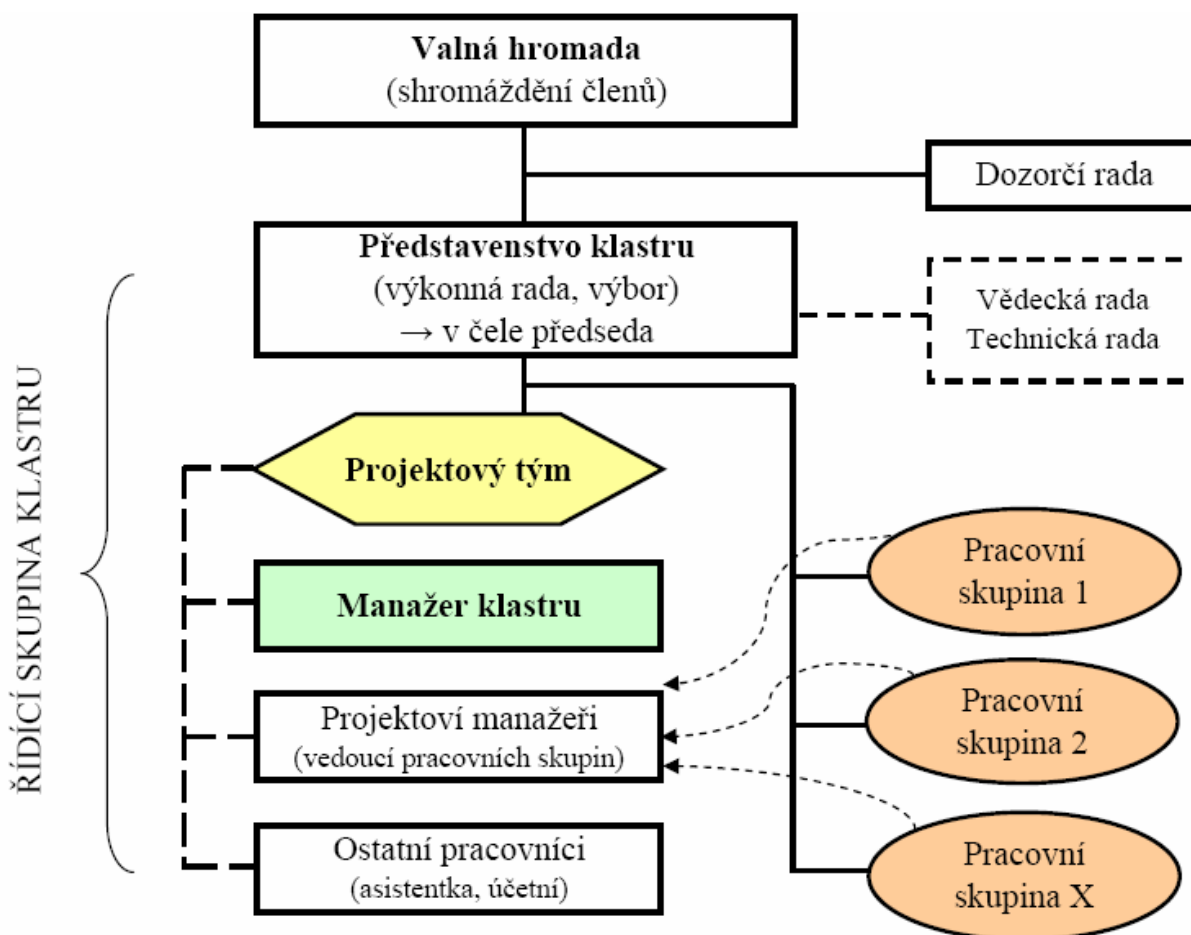 Valná hromada
(shromáždění členů)
Dozorčí rada
Představenstvo klastru
(výkonná rada, výbor)
→ v čele předseda
Vědecká rada
Technická rada
ŘÍDÍCÍ SKUPINA KLASTRU
Projektový tým
Manažer klastru
Projektoví manažeři
(vedoucí pracovních skupin)
Ostatní pracovníci
(asistentka, účetní)
Pracovní
skupina 1
Pracovní
skupina 2
Pracovní
skupina X